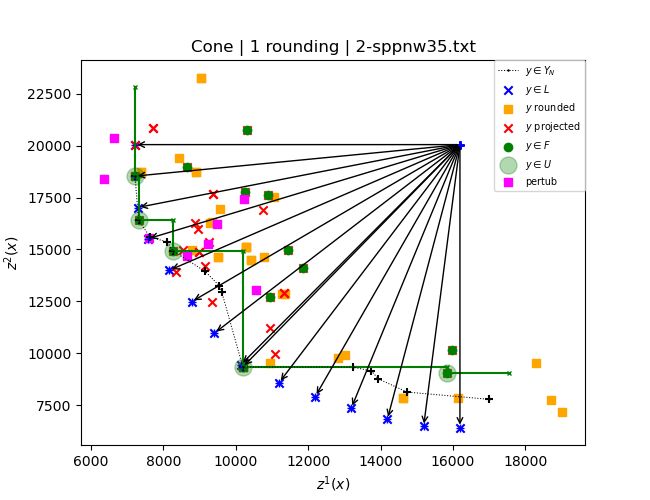 Cone | 1 rounding | 2-sppnw35.txt
y ∈ Y_N
y ∈ L
y rounded
y projected
y ∈ F
y ∈ U
pertub
22500
20000
17500
15000
12500
10000
7500
z²(x)
6000 8000 10000 12000 14000 16000 18000
z¹(x)